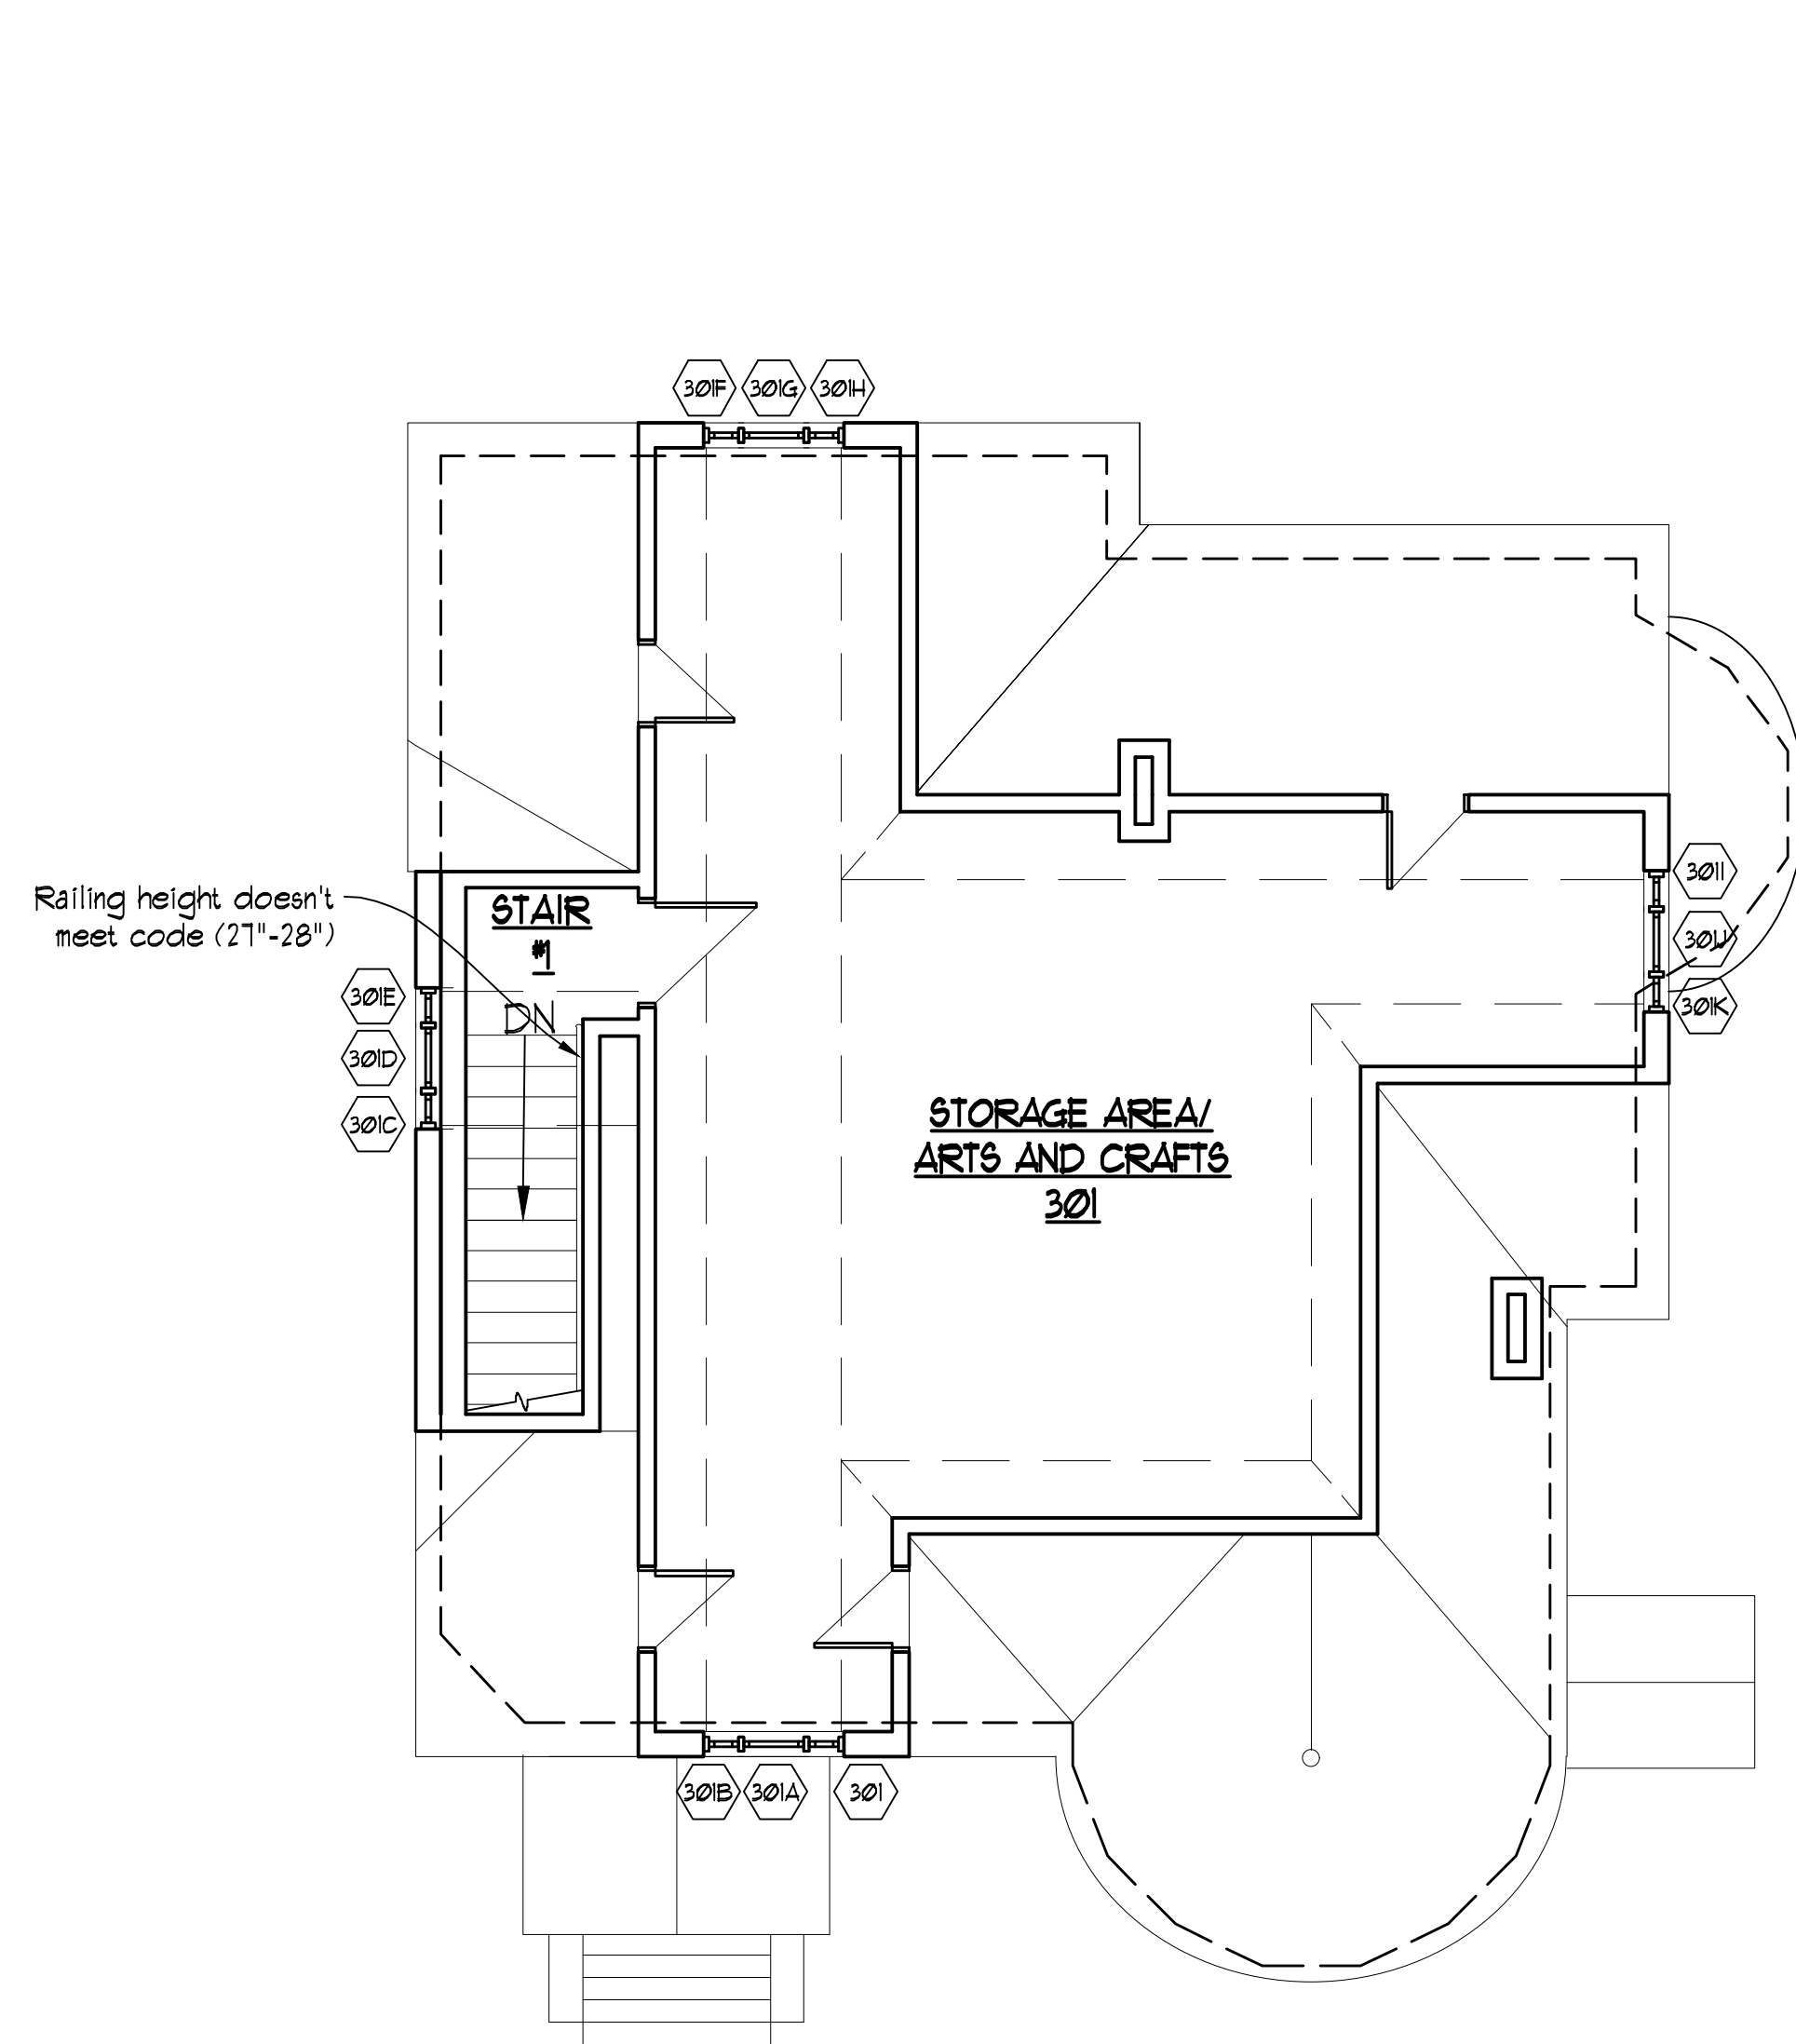 301F 301G 301H
Railing height doesn't
meet code (27"-28")
STAIR
#1
DN
301I
301J
301K
301E
301D
301C
STORAGE AREA/
ARTS AND CRAFTS
301
301B 301A 301